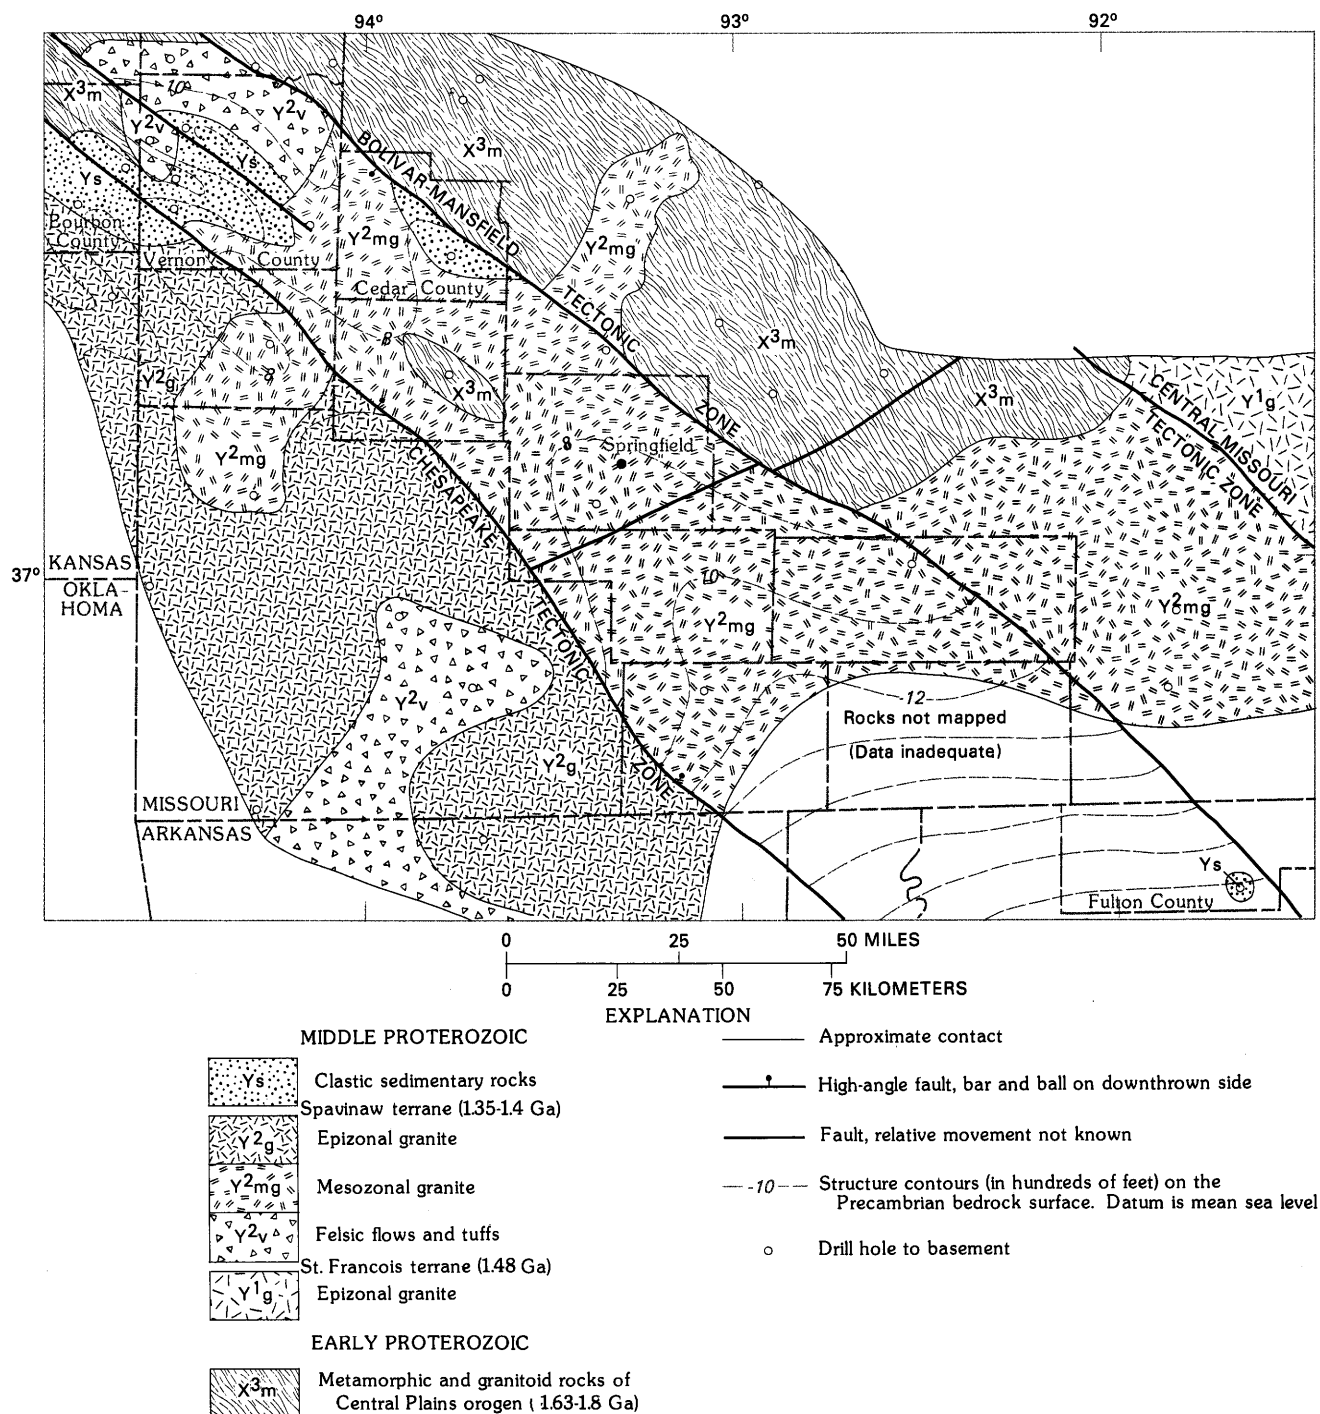 94° 93° 92°
10
X³m
Y²v
Y²v
Ys
Ys
BOLIVAR-MANSFIELD
TECTONIC
ZONE
X³m
Bourbon
County
Vernon County
Y²mg
Y²mg
Cedar County
8
X³m
X³m
X³m
CENTRAL MISSOURI
TECTONIC ZONE
Y¹g
8
Y²g
Y²mg
8
Springfield
CHESAPEAKE
TECTONIC
ZONE
37°
KANSAS
OKLA-
HOMA
10
Y²mg
Y²mg
Y²v
-12
Rocks not mapped
(Data inadequate)
Y²g
MISSOURI
ARKANSAS
Ys
Fulton County
0 25 50 MILES
0 25 50 75 KILOMETERS
EXPLANATION
MIDDLE PROTEROZOIC
Ys Clastic sedimentary rocks
Spavinaw terrane (1.35-1.4 Ga)
Y²g Epizonal granite
Y²mg Mesozonal granite
Y²v Felsic flows and tuffs
St. Francois terrane (1.48 Ga)
Y¹g Epizonal granite
EARLY PROTEROZOIC
X³m Metamorphic and granitoid rocks of
Central Plains orogen (1.63-1.8 Ga)
Approximate contact
High-angle fault, bar and ball on downthrown side
Fault, relative movement not known
-10 Structure contours (in hundreds of feet) on the
Precambrian bedrock surface. Datum is mean sea level
Drill hole to basement